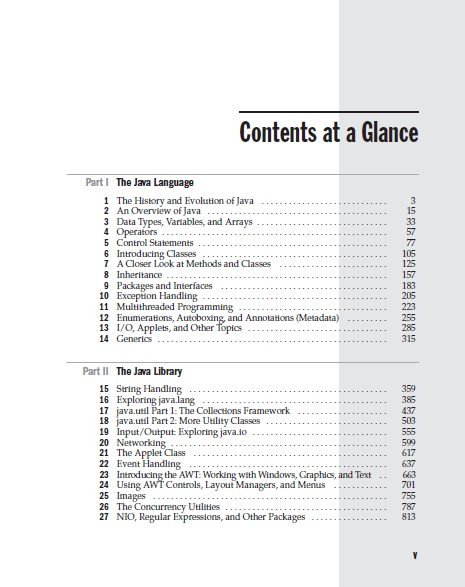 Contents at a Glance
Part I The Java Language
1 The History and Evolution of Java .......... 3
2 An Overview of Java .......... 15
3 Data Types, Variables, and Arrays .......... 33
4 Operators .......... 57
5 Control Statements .......... 77
6 Introducing Classes .......... 105
7 A Closer Look at Methods and Classes .......... 125
8 Inheritance .......... 157
9 Packages and Interfaces .......... 183
10 Exception Handling .......... 205
11 Multithreaded Programming .......... 223
12 Enumerations, Autoboxing, and Annotations (Metadata) .......... 255
13 I/O, Applets, and Other Topics .......... 285
14 Generics .......... 315
Part II The Java Library
15 String Handling .......... 359
16 Exploring java.lang .......... 385
17 java.util Part 1: The Collections Framework .......... 437
18 java.util Part 2: More Utility Classes .......... 503
19 Input/Output: Exploring java.io .......... 555
20 Networking .......... 599
21 The Applet Class .......... 617
22 Event Handling .......... 637
23 Introducing the AWT: Working with Windows, Graphics, and Text .. 663
24 Using AWT Controls, Layout Managers, and Menus .......... 701
25 Images .......... 755
26 The Concurrency Utilities .......... 787
27 NIO, Regular Expressions, and Other Packages .......... 813
v